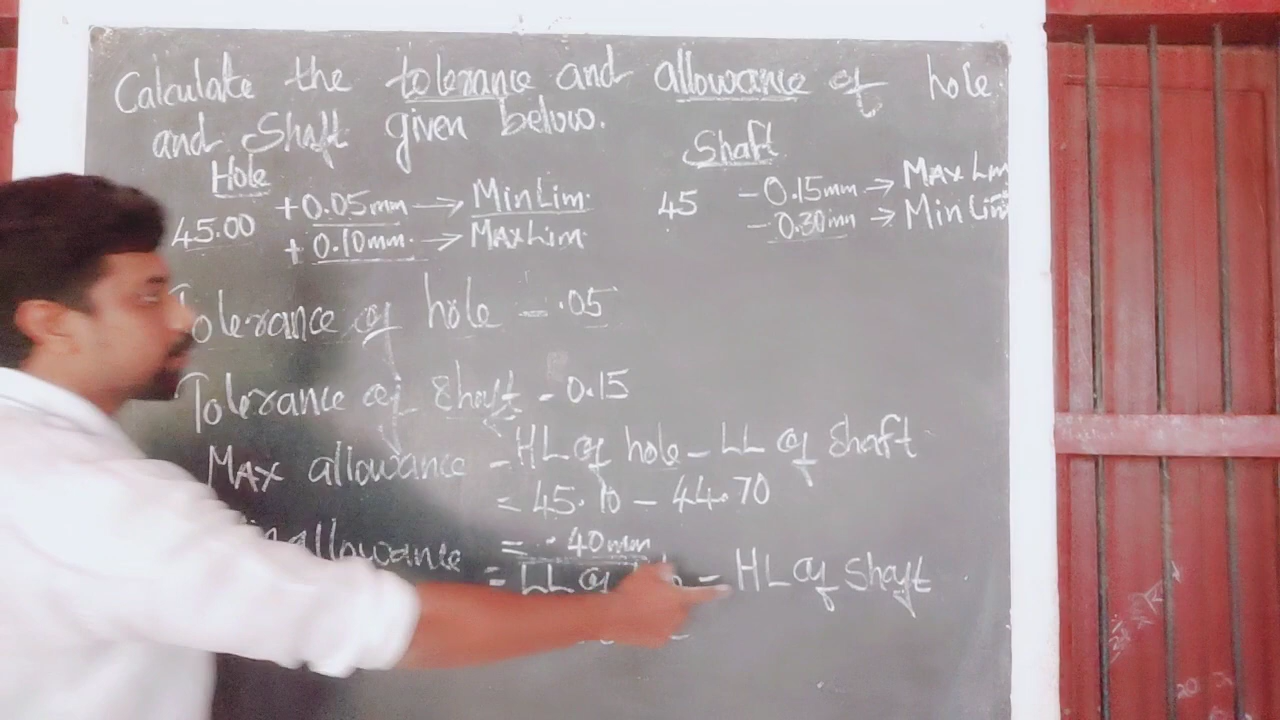 Calculate the tolerance and allowance of hole
and Shaft given below.
Hole
Shaft
45.00 +0.05mm → Min Lim.
+ 0.10mm. → Max Lim.
45 -0.15mm → MAX Lim
-0.30mm → Min Lim
Tolerance of hole = .05
Tolerance of Shaft - 0.15
MAX allowance = HL of hole - LL of shaft
= 45.10 - 44.70
= .40mm
allowance = LL of - HL of Shaft